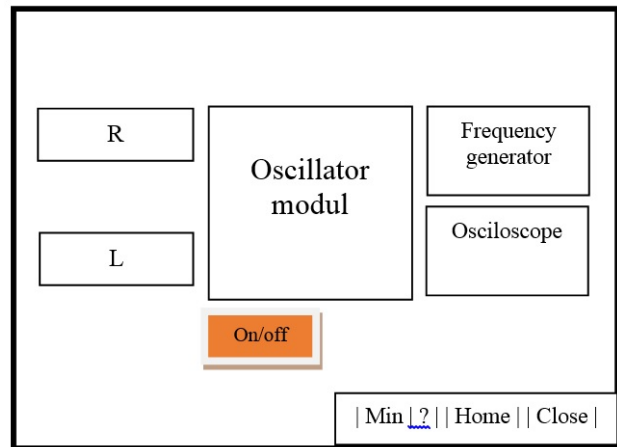 R
L
Oscillator
modul
Frequency
generator
Osciloscope
On/off
| Min | ? | | Home | | Close |